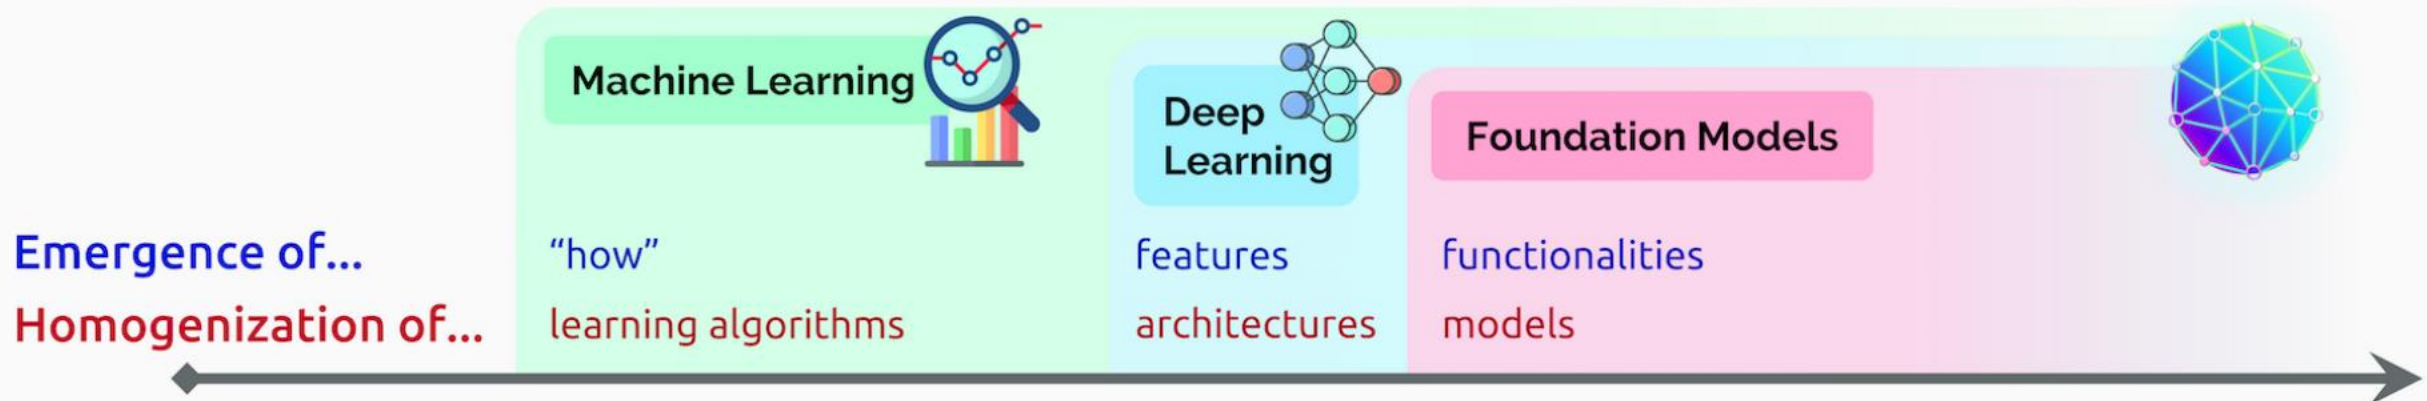 Machine Learning
Deep
Learning
Foundation Models
Emergence of...
“how”
features
functionalities
Homogenization of...
learning algorithms
architectures
models